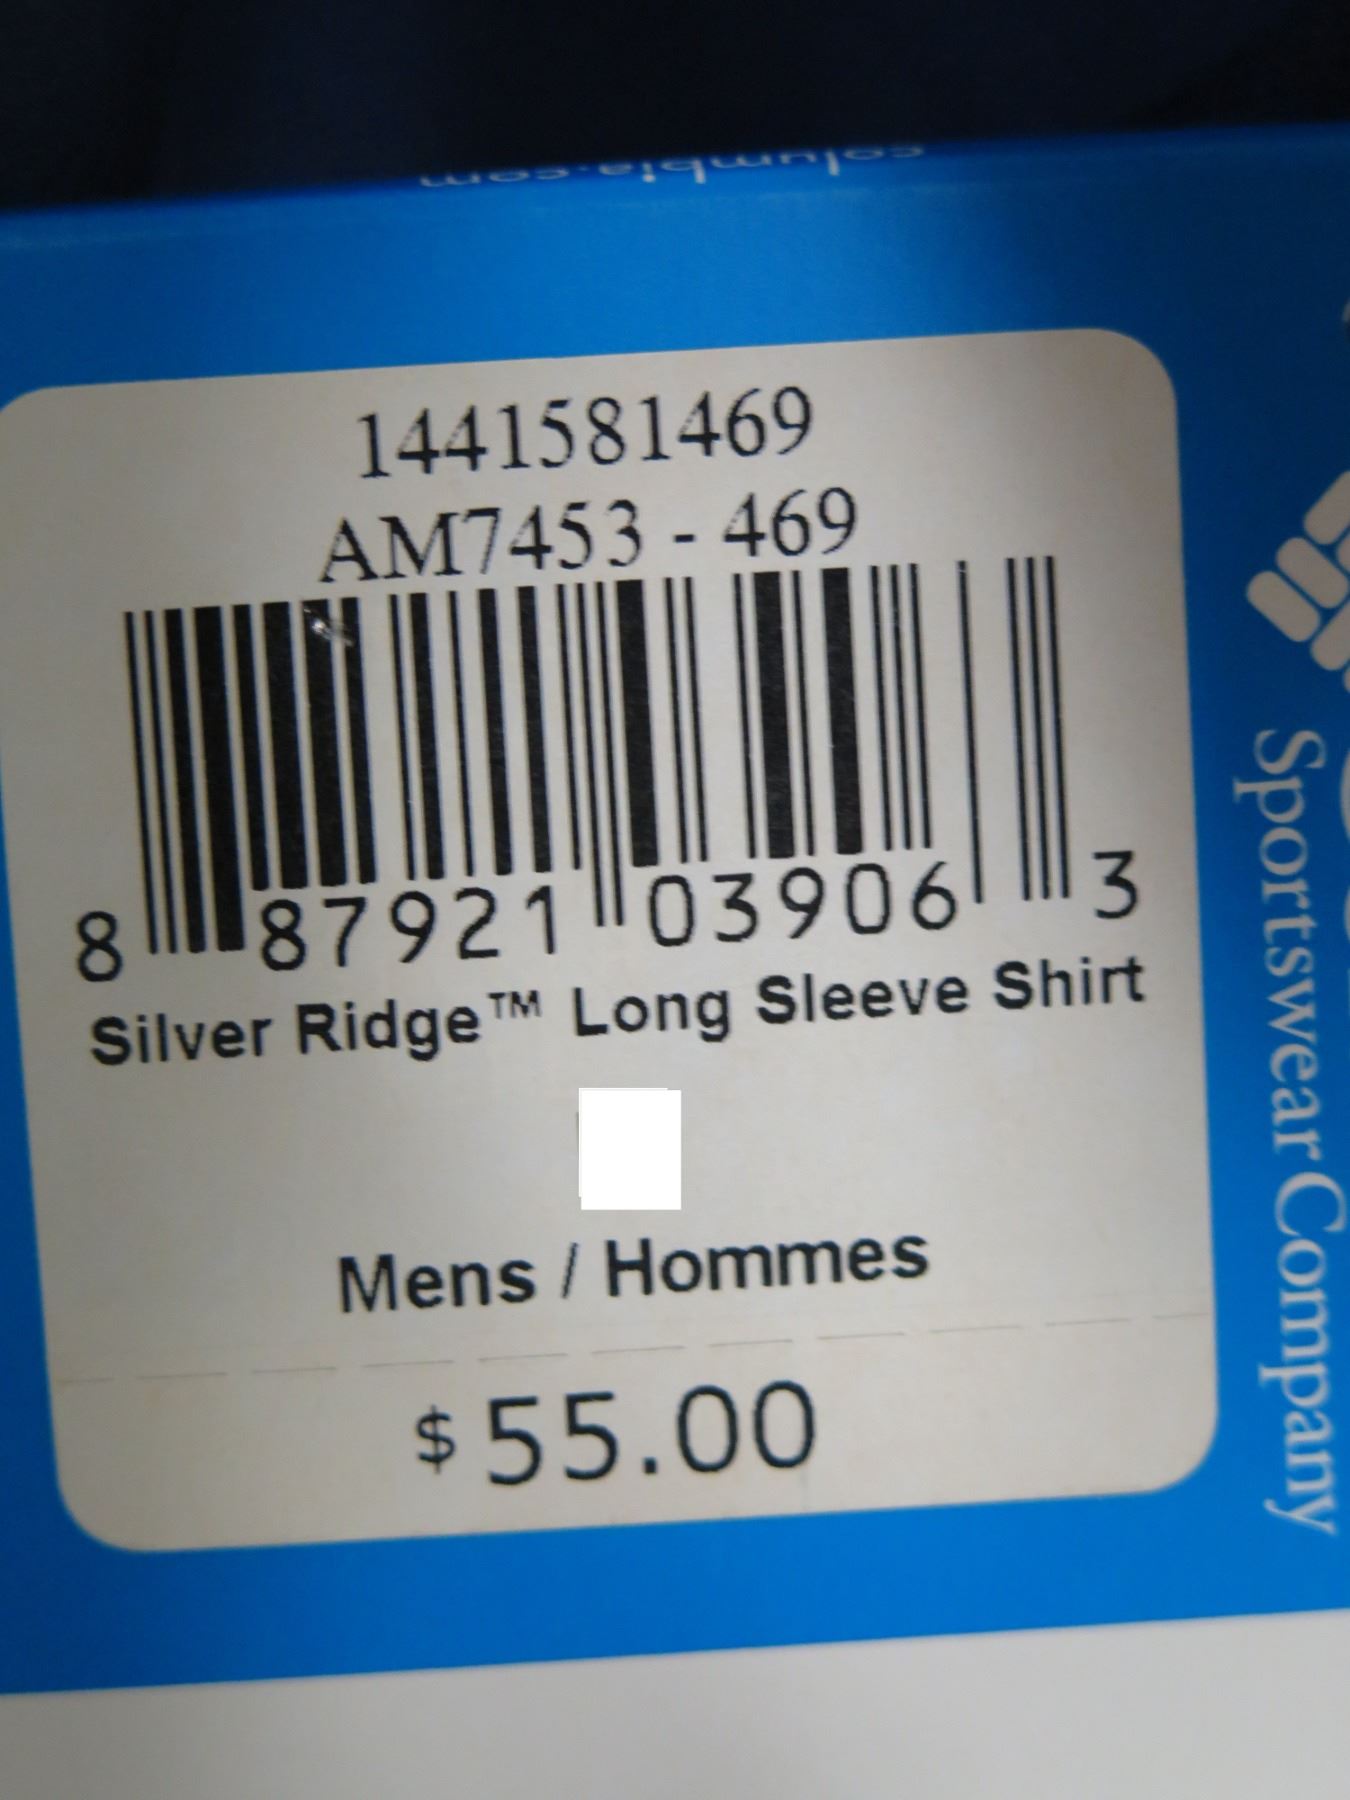 columbia.com
1441581469
AM7453 - 469
8 87921 03906 3
Silver Ridge™ Long Sleeve Shirt
Mens / Hommes
$55.00
Sportswear Company